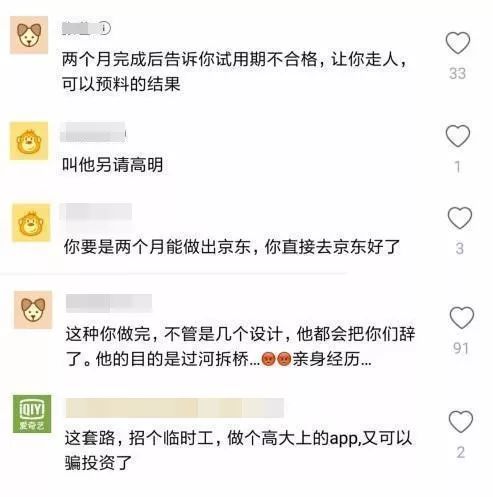 两个月完成后告诉你试用期不合格，让你走人，
可以预料的结果
33
叫他另请高明
1
你要是两个月能做出京东，你直接去京东好了
3
这种你做完，不管是几个设计，他都会把你们辞
了。他的目的是过河拆桥...😡😡亲身经历...
91
iQIY
爱奇艺
这套路，招个临时工，做个高大上的app,又可以
骗投资了
2